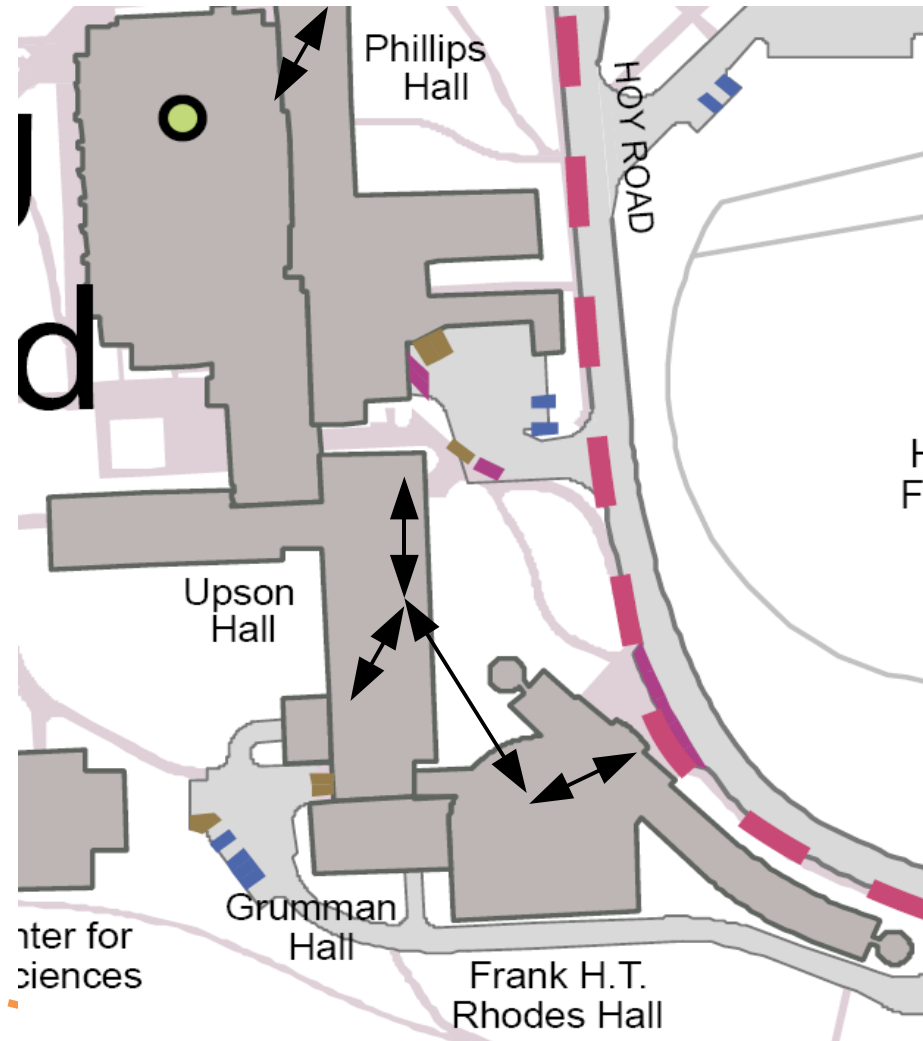 Phillips
Hall
HOY ROAD
d
Upson
Hall
Grumman
Hall
nter for
ciences
Frank H.T.
Rhodes Hall
H
F